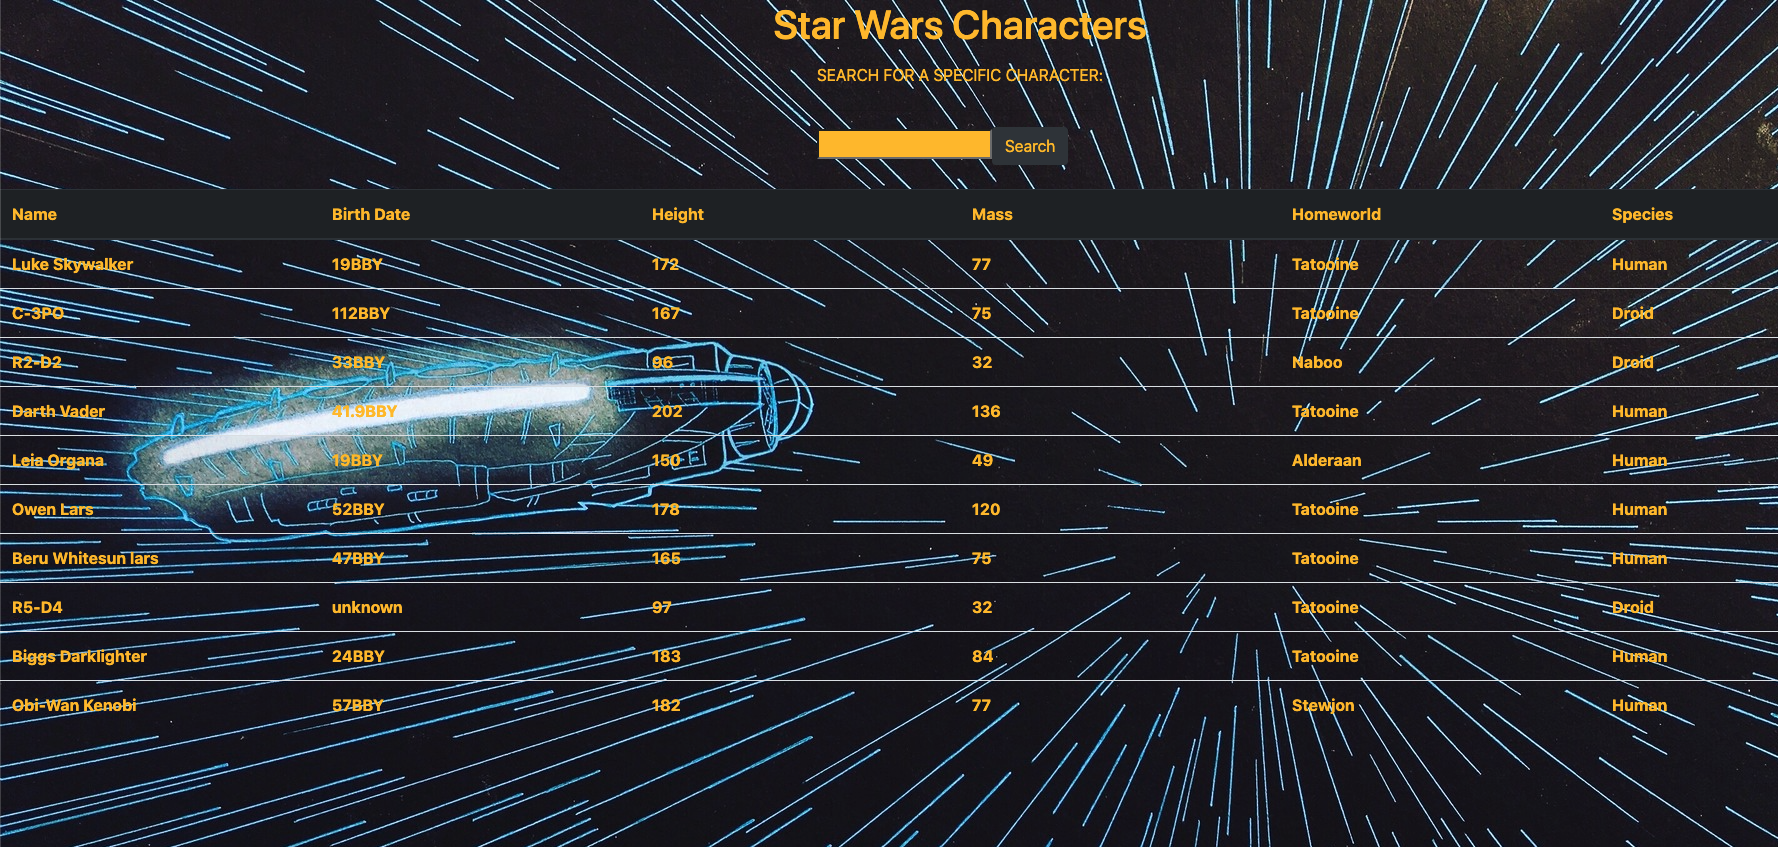 Star Wars Characters
SEARCH FOR A SPECIFIC CHARACTER:
Search
Name Birth Date Height Mass Homeworld Species
Luke Skywalker 19BBY 172 77 Tatooine Human
C-3PO 112BBY 167 75 Tatooine Droid
R2-D2 33BBY 96 32 Naboo Droid
Darth Vader 41.9BBY 202 136 Tatooine Human
Leia Organa 19BBY 150 49 Alderaan Human
Owen Lars 52BBY 178 120 Tatooine Human
Beru Whitesun lars 47BBY 165 75 Tatooine Human
R5-D4 unknown 97 32 Tatooine Droid
Biggs Darklighter 24BBY 183 84 Tatooine Human
Obi-Wan Kenobi 57BBY 182 77 Stewjon Human